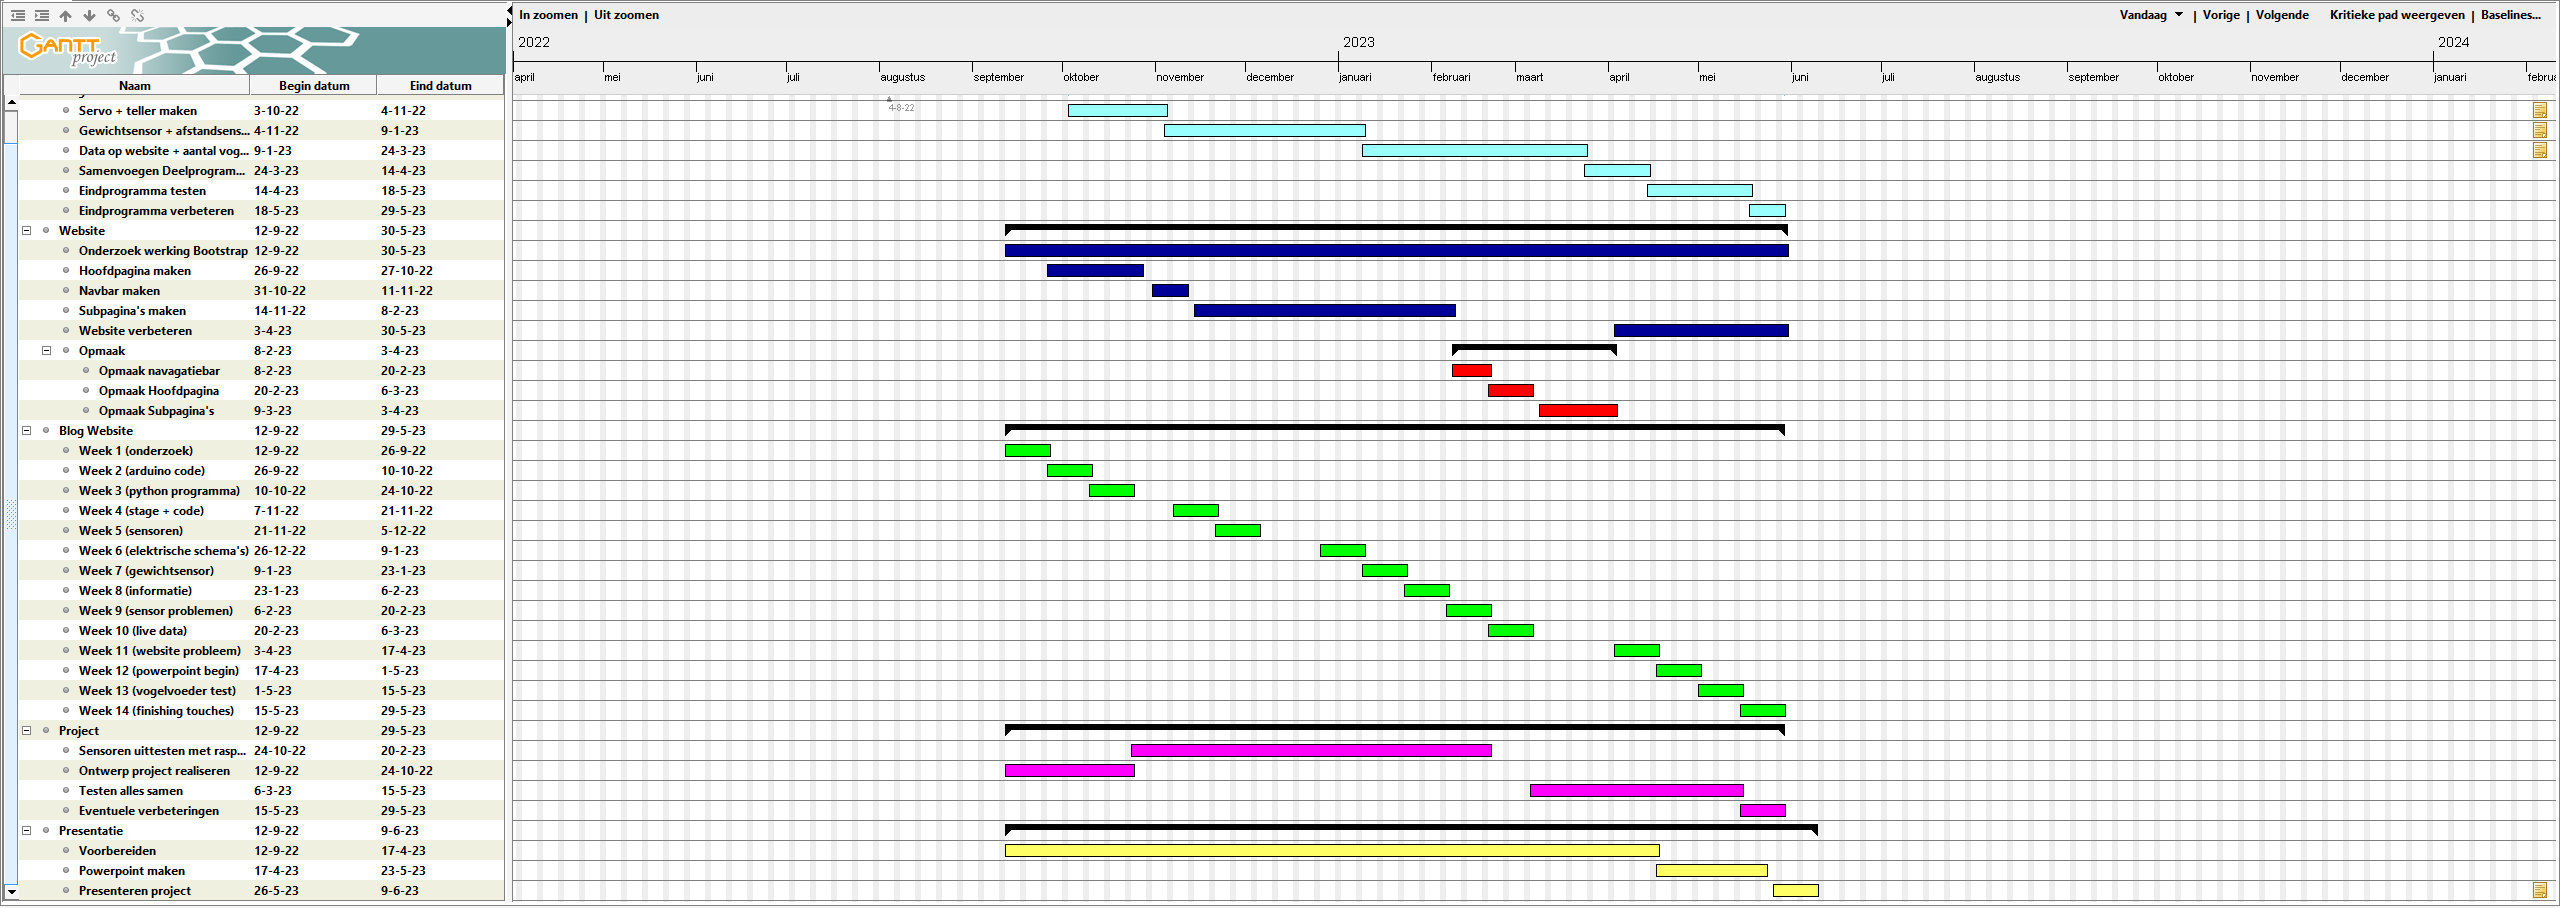 In zoomen | Uit zoomen
Vandaag | Vorige | Volgende Kritieke pad weergeven | Baselines...
GANTT project
2022 2023 2024
Naam Begin datum Eind datum
april mei juni juli augustus september oktober november december januari februari maart april mei juni juli augustus september oktober november december januari februa
4-8-22
Servo + teller maken 3-10-22 4-11-22
Gewichtsensor + afstandsens... 4-11-22 9-1-23
Data op website + aantal vog... 9-1-23 24-3-23
Samenvoegen Deelprogram... 24-3-23 14-4-23
Eindprogramma testen 14-4-23 18-5-23
Eindprogramma verbeteren 18-5-23 29-5-23
Website 12-9-22 30-5-23
Onderzoek werking Bootstrap 12-9-22 30-5-23
Hoofdpagina maken 26-9-22 27-10-22
Navbar maken 31-10-22 11-11-22
Subpagina's maken 14-11-22 8-2-23
Website verbeteren 3-4-23 30-5-23
Opmaak 8-2-23 3-4-23
Opmaak navagatiebar 8-2-23 20-2-23
Opmaak Hoofdpagina 20-2-23 6-3-23
Opmaak Subpagina's 9-3-23 3-4-23
Blog Website 12-9-22 29-5-23
Week 1 (onderzoek) 12-9-22 26-9-22
Week 2 (arduino code) 26-9-22 10-10-22
Week 3 (python programma) 10-10-22 24-10-22
Week 4 (stage + code) 7-11-22 21-11-22
Week 5 (sensoren) 21-11-22 5-12-22
Week 6 (elektrische schema's) 26-12-22 9-1-23
Week 7 (gewichtsensor) 9-1-23 23-1-23
Week 8 (informatie) 23-1-23 6-2-23
Week 9 (sensor problemen) 6-2-23 20-2-23
Week 10 (live data) 20-2-23 6-3-23
Week 11 (website probleem) 3-4-23 17-4-23
Week 12 (powerpoint begin) 17-4-23 1-5-23
Week 13 (vogelvoeder test) 1-5-23 15-5-23
Week 14 (finishing touches) 15-5-23 29-5-23
Project 12-9-22 29-5-23
Sensoren uittesten met rasp... 24-10-22 20-2-23
Ontwerp project realiseren 12-9-22 24-10-22
Testen alles samen 6-3-23 15-5-23
Eventuele verbeteringen 15-5-23 29-5-23
Presentatie 12-9-22 9-6-23
Voorbereiden 12-9-22 17-4-23
Powerpoint maken 17-4-23 23-5-23
Presenteren project 26-5-23 9-6-23